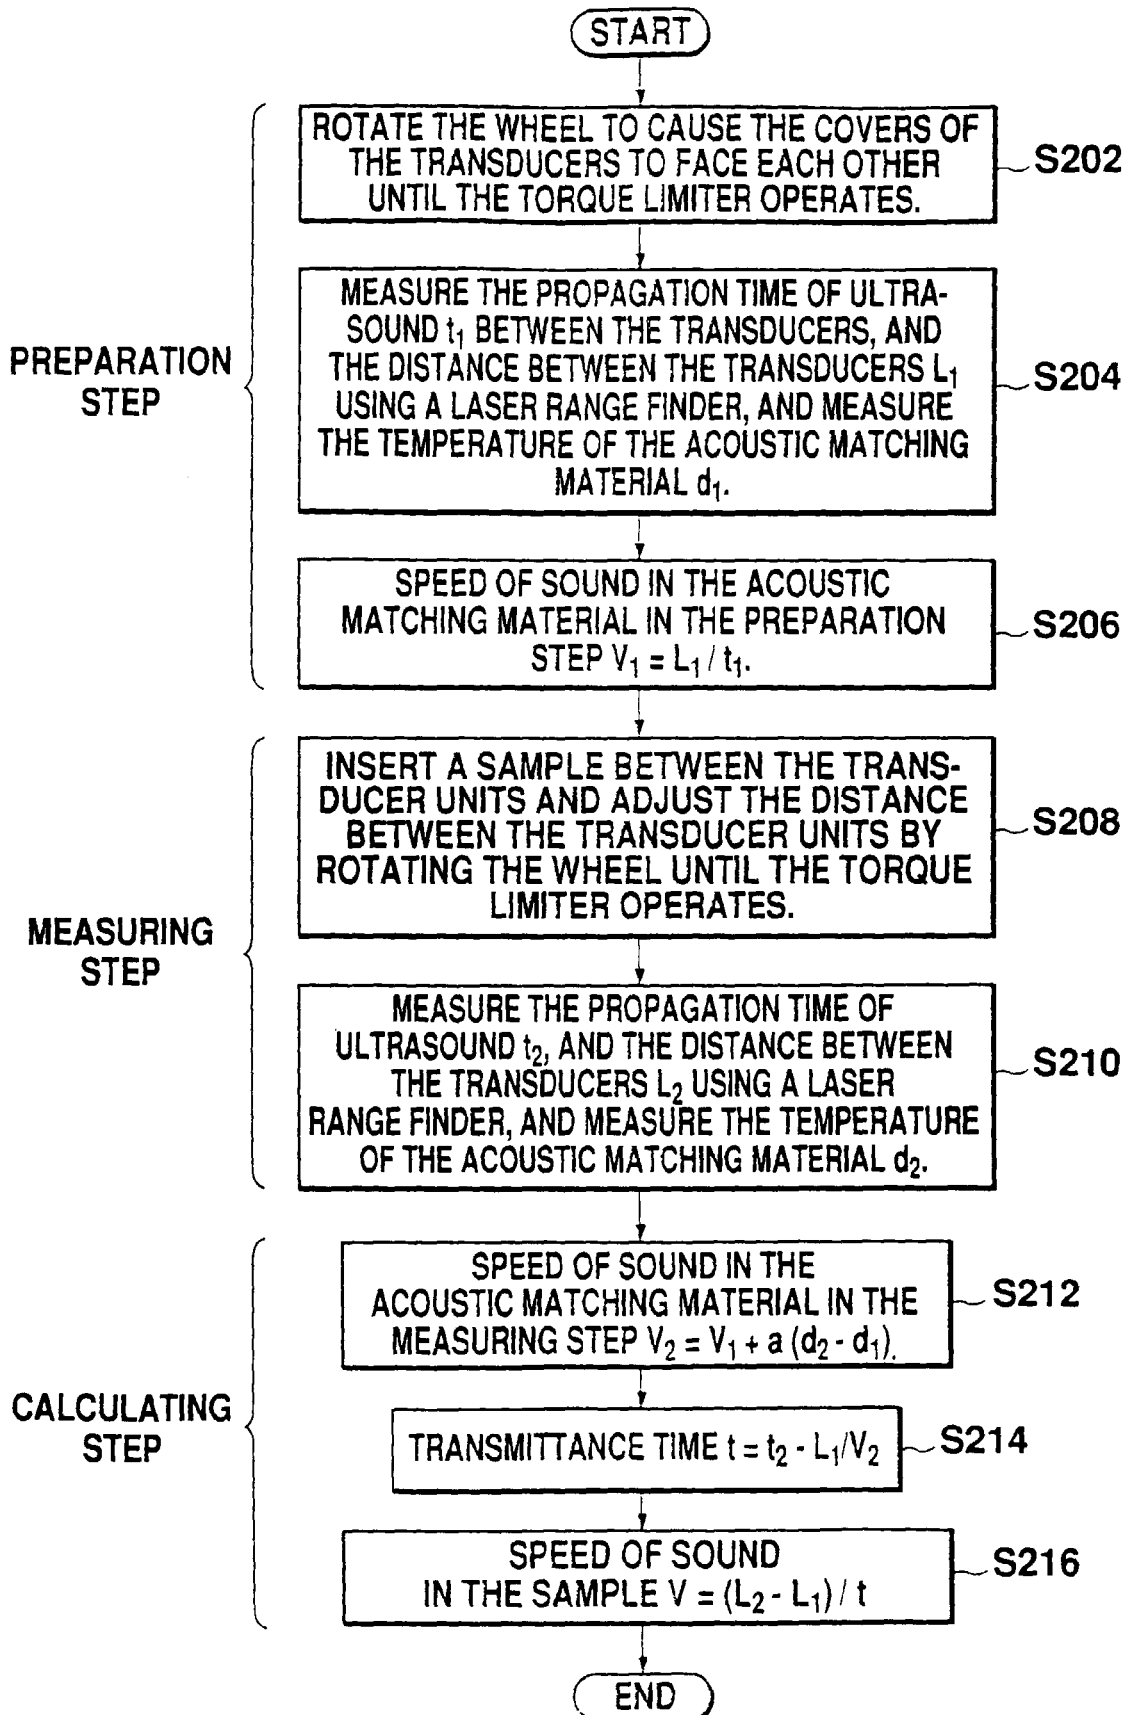 START
PREPARATION
STEP
ROTATE THE WHEEL TO CAUSE THE COVERS OF
THE TRANSDUCERS TO FACE EACH OTHER
UNTIL THE TORQUE LIMITER OPERATES.
S202
MEASURE THE PROPAGATION TIME OF ULTRA-
SOUND t₁ BETWEEN THE TRANSDUCERS, AND
THE DISTANCE BETWEEN THE TRANSDUCERS L₁
USING A LASER RANGE FINDER, AND MEASURE
THE TEMPERATURE OF THE ACOUSTIC MATCHING
MATERIAL d₁.
S204
SPEED OF SOUND IN THE ACOUSTIC
MATCHING MATERIAL IN THE PREPARATION
STEP V₁ = L₁ / t₁.
S206
MEASURING
STEP
INSERT A SAMPLE BETWEEN THE TRANS-
DUCER UNITS AND ADJUST THE DISTANCE
BETWEEN THE TRANSDUCER UNITS BY
ROTATING THE WHEEL UNTIL THE TORQUE
LIMITER OPERATES.
S208
MEASURE THE PROPAGATION TIME OF
ULTRASOUND t₂, AND THE DISTANCE BETWEEN
THE TRANSDUCERS L₂ USING A LASER
RANGE FINDER, AND MEASURE THE TEMPERATURE
OF THE ACOUSTIC MATCHING MATERIAL d₂.
S210
CALCULATING
STEP
SPEED OF SOUND IN THE
ACOUSTIC MATCHING MATERIAL IN THE
MEASURING STEP V₂ = V₁ + a (d₂ - d₁).
S212
TRANSMITTANCE TIME t = t₂ - L₁/V₂
S214
SPEED OF SOUND
IN THE SAMPLE V = (L₂ - L₁) / t
S216
END